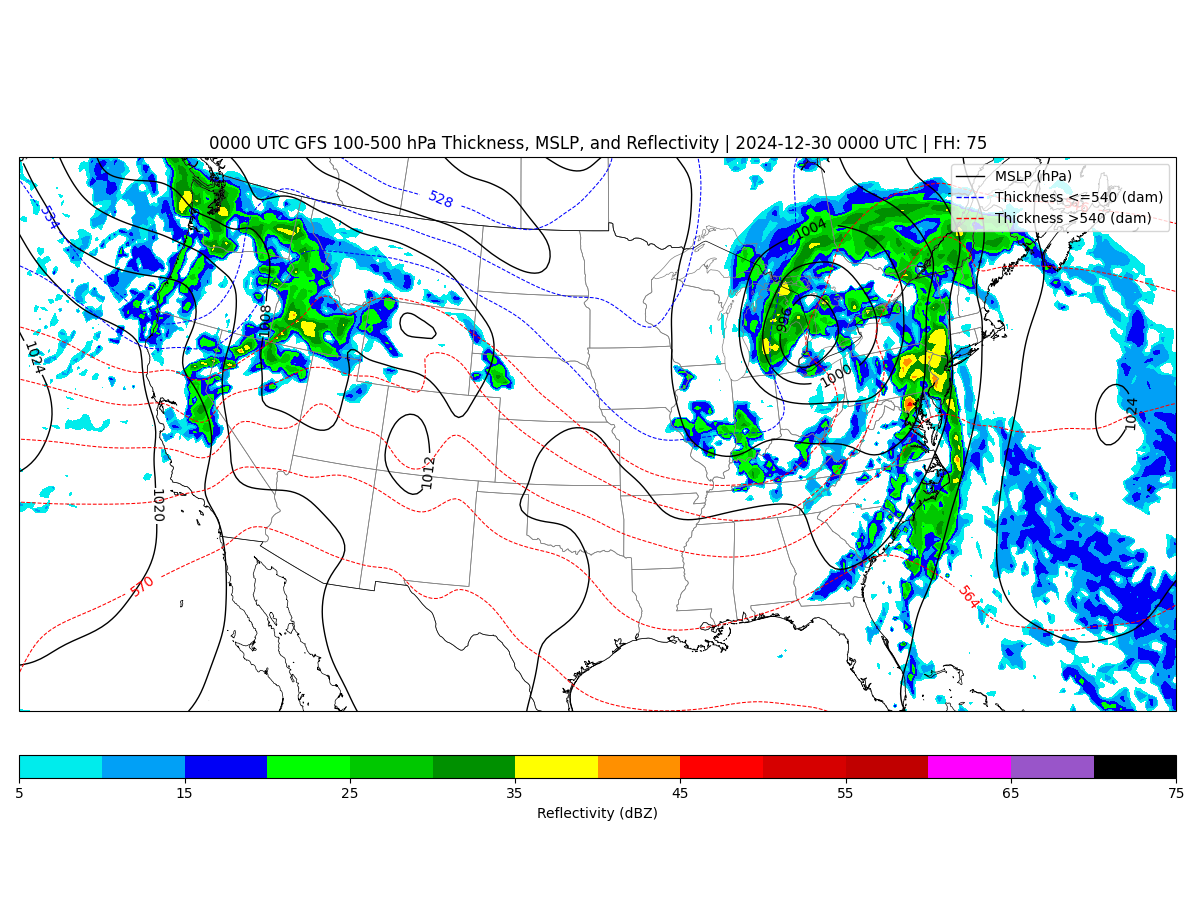 0000 UTC GFS 100-500 hPa Thickness, MSLP, and Reflectivity | 2024-12-30 0000 UTC | FH: 75
MSLP (hPa)
Thickness <=540 (dam)
Thickness >540 (dam)
528
534
1004
1008
996
1000
1024
1024
1012
1020
570
564
5 15 25 35 45 55 65 75
Reflectivity (dBZ)